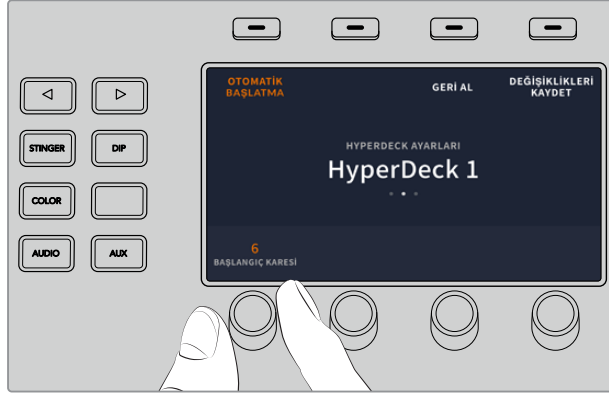 OTOMATİK
BAŞLATMA
GERİ AL
DEĞİŞİKLİKLERİ
KAYDET
STINGER
DIP
HYPERDECK AYARLARI
HyperDeck 1
COLOR
AUDIO
AUX
6
BAŞLANGIÇ KARESİ